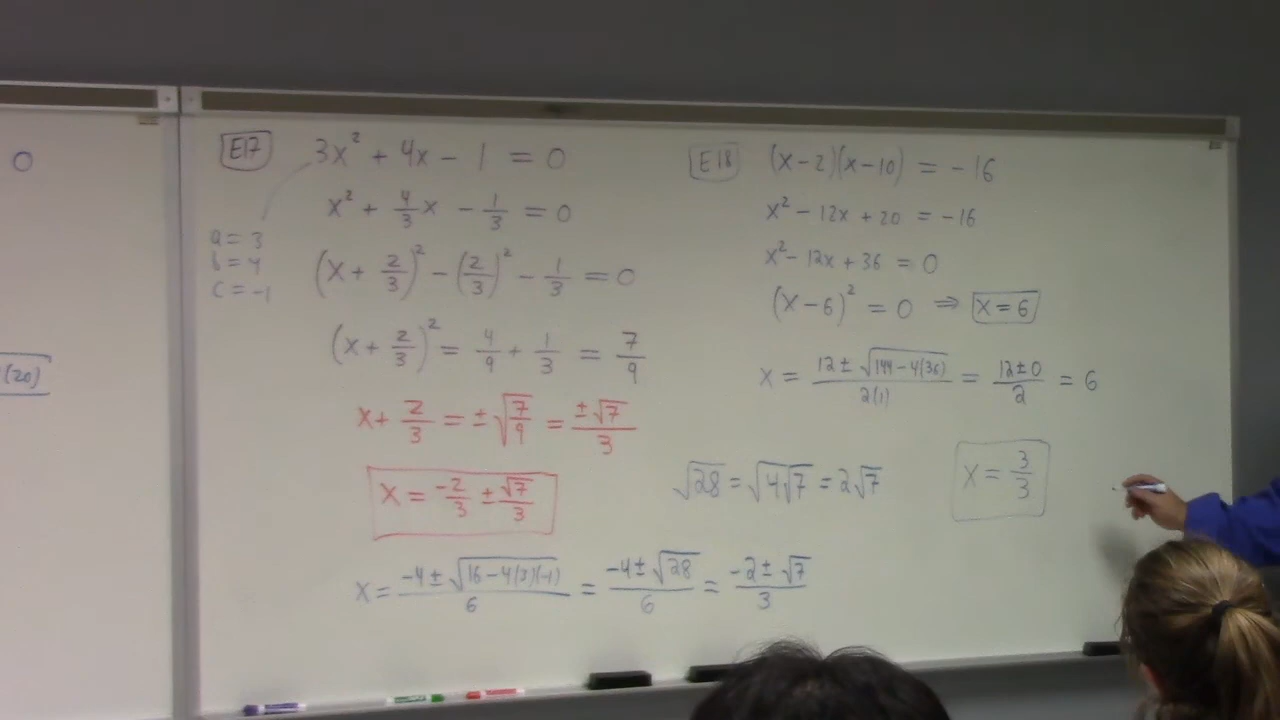 0
(20)
E17
3x² + 4x - 1 = 0
x² + 4/3 x - 1/3 = 0
a = 3
b = 4
c = -1
(x + 2/3)² - (2/3)² - 1/3 = 0
(x + 2/3)² = 4/9 + 1/3 = 7/9
x + 2/3 = ± √(7/9) = ±√7/3
x = -2/3 ± √7/3
x = (-4 ± √(16 - 4(3)(-1)))/6 = (-4 ± √28)/6 = (-2 ± √7)/3
E18
(x-2)(x-10) = -16
x² - 12x + 20 = -16
x² - 12x + 36 = 0
(x-6)² = 0 ⇒ x = 6
x = (12 ± √(144 - 4(36)))/2(1) = (12 ± 0)/2 = 6
√28 = √4√7 = 2√7
x = 3/3